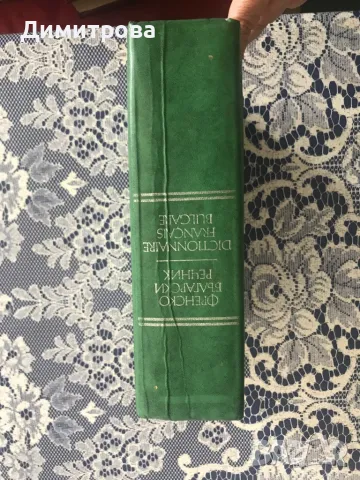 Димитрова
ФРЕНСКО
БЪЛГАРСКИ
РЕЧНИК
DICTIONNAIRE
FRANÇAIS
BULGARE